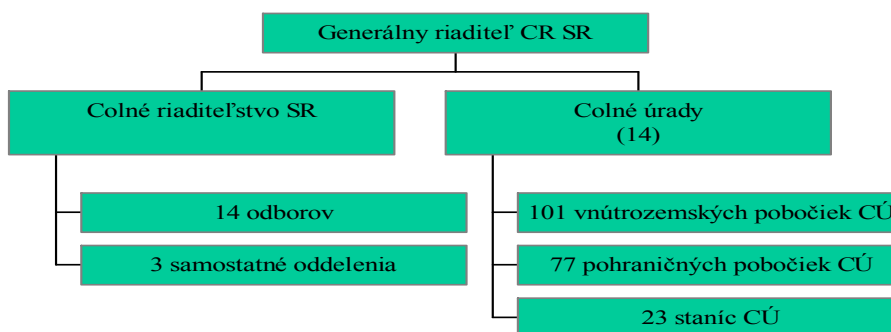 Generálny riaditeľ CR SR
Colné riaditeľstvo SR
Colné úrady
(14)
14 odborov
3 samostatné oddelenia
101 vnútrozemských pobočiek CÚ
77 pohraničných pobočiek CÚ
23 staníc CÚ